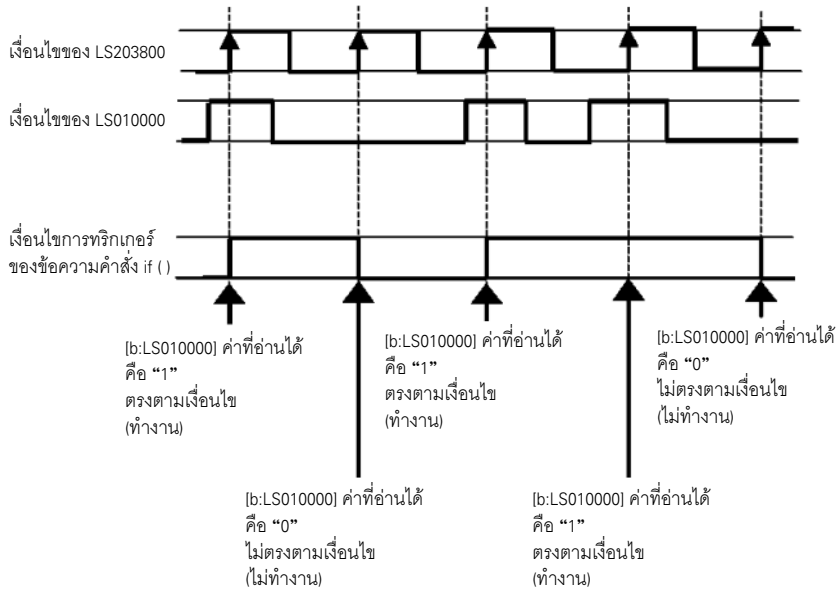 เงื่อนไขของ LS203800
เงื่อนไขของ LS010000
เงื่อนไขการทริกเกอร์
ของข้อความคำสั่ง if ( )
[b:LS010000] ค่าที่อ่านได้
คือ “1”
ตรงตามเงื่อนไข
(ทำงาน)
[b:LS010000] ค่าที่อ่านได้
คือ “1”
ตรงตามเงื่อนไข
(ทำงาน)
[b:LS010000] ค่าที่อ่านได้
คือ “0”
ไม่ตรงตามเงื่อนไข
(ไม่ทำงาน)
[b:LS010000] ค่าที่อ่านได้
คือ “0”
ไม่ตรงตามเงื่อนไข
(ไม่ทำงาน)
[b:LS010000] ค่าที่อ่านได้
คือ “1”
ตรงตามเงื่อนไข
(ทำงาน)